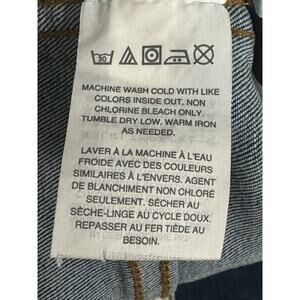 30
MACHINE WASH COLD WITH LIKE
COLORS INSIDE OUT. NON
CHLORINE BLEACH ONLY.
TUMBLE DRY LOW. WARM IRON
AS NEEDED.
LAVER À LA MACHINE À L'EAU
FROIDE AVEC DES COULEURS
SIMILAIRES À L'ENVERS. AGENT
DE BLANCHIMENT NON CHLORÉ
SEULEMENT. SÉCHER AU
SÈCHE-LINGE AU CYCLE DOUX.
REPASSER AU FER TIÈDE AU
BESOIN.